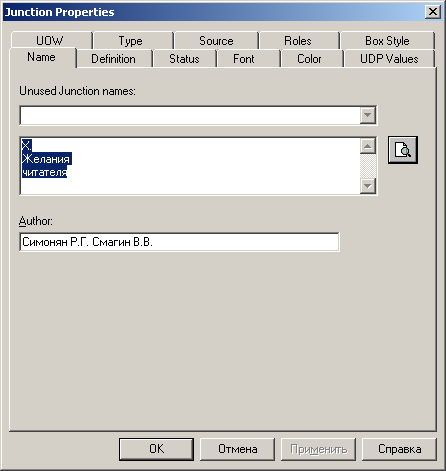 Junction Properties
UOW Type Source Roles Box Style
Name Definition Status Font Color UDP Values
Unused Junction names:
X.
Желания
читателя
Author:
Симонян Р.Г. Смагин В.В.
OK Отмена Применить Справка